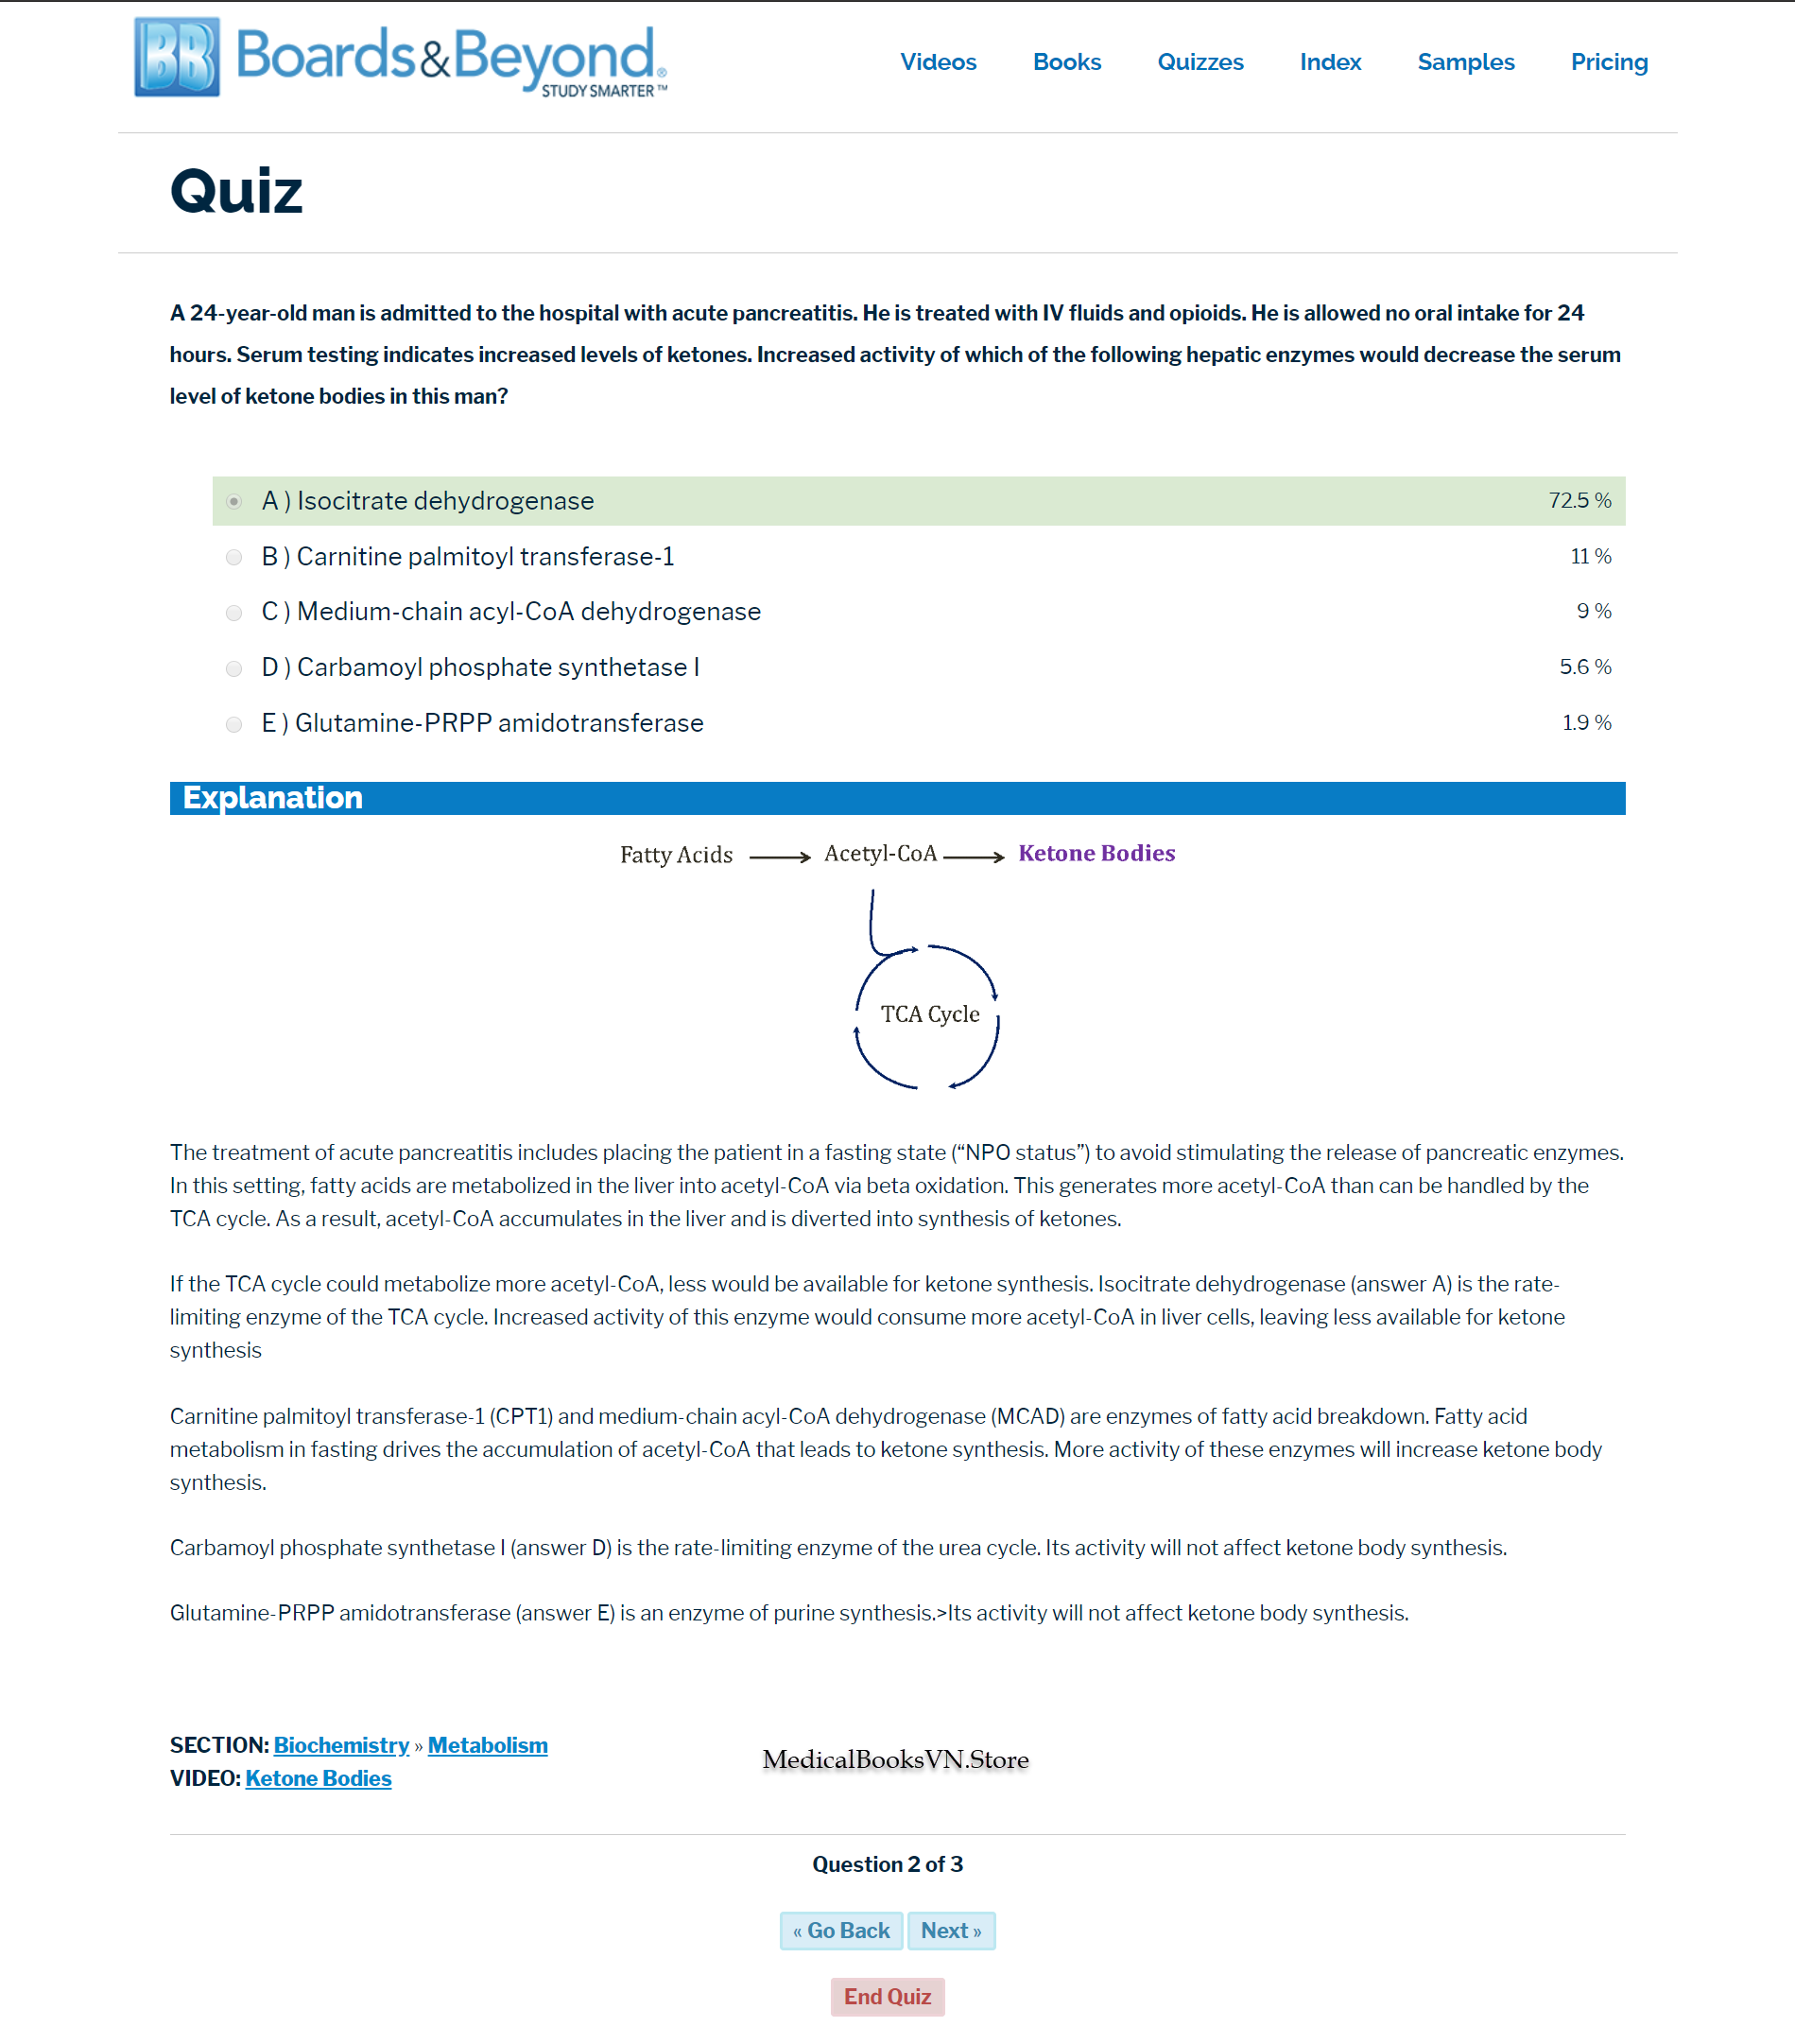 BB Boards&Beyond®
STUDY SMARTER™
Videos Books Quizzes Index Samples Pricing
Quiz
A 24-year-old man is admitted to the hospital with acute pancreatitis. He is treated with IV fluids and opioids. He is allowed no oral intake for 24
hours. Serum testing indicates increased levels of ketones. Increased activity of which of the following hepatic enzymes would decrease the serum
level of ketone bodies in this man?
A ) Isocitrate dehydrogenase 72.5 %
B ) Carnitine palmitoyl transferase-1 11 %
C ) Medium-chain acyl-CoA dehydrogenase 9 %
D ) Carbamoyl phosphate synthetase I 5.6 %
E ) Glutamine-PRPP amidotransferase 1.9 %
Explanation
Fatty Acids Acetyl-CoA Ketone Bodies
TCA Cycle
The treatment of acute pancreatitis includes placing the patient in a fasting state (“NPO status”) to avoid stimulating the release of pancreatic enzymes.
In this setting, fatty acids are metabolized in the liver into acetyl-CoA via beta oxidation. This generates more acetyl-CoA than can be handled by the
TCA cycle. As a result, acetyl-CoA accumulates in the liver and is diverted into synthesis of ketones.
If the TCA cycle could metabolize more acetyl-CoA, less would be available for ketone synthesis. Isocitrate dehydrogenase (answer A) is the rate-
limiting enzyme of the TCA cycle. Increased activity of this enzyme would consume more acetyl-CoA in liver cells, leaving less available for ketone
synthesis
Carnitine palmitoyl transferase-1 (CPT1) and medium-chain acyl-CoA dehydrogenase (MCAD) are enzymes of fatty acid breakdown. Fatty acid
metabolism in fasting drives the accumulation of acetyl-CoA that leads to ketone synthesis. More activity of these enzymes will increase ketone body
synthesis.
Carbamoyl phosphate synthetase I (answer D) is the rate-limiting enzyme of the urea cycle. Its activity will not affect ketone body synthesis.
Glutamine-PRPP amidotransferase (answer E) is an enzyme of purine synthesis.>Its activity will not affect ketone body synthesis.
SECTION: Biochemistry » Metabolism
MedicalBooksVN.Store
VIDEO: Ketone Bodies
Question 2 of 3
« Go Back Next »
End Quiz